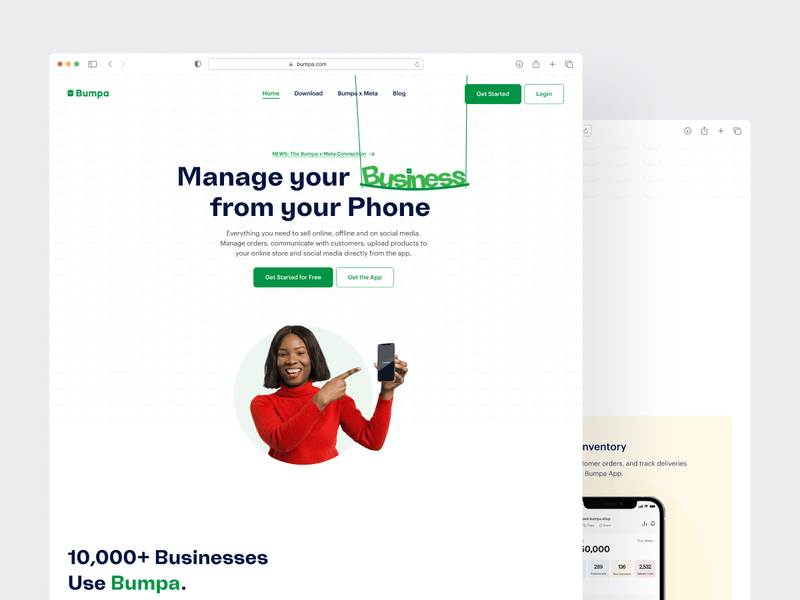 bumpa.com
Bumpa
Home
Download
Bumpa x Meta
Blog
Get Started
Login
NEWS: The Bumpa x Meta Connection →
Manage your Business
from your Phone
Everything you need to sell online, offline and on social media.
Manage orders, communicate with customers, upload products to
your online store and social media directly from the app.
Get Started for Free
Get the App
10,000+ Businesses
Use Bumpa.
nventory
tomer orders, and track deliveries
Bumpa App.
50,000
289
136
2,532